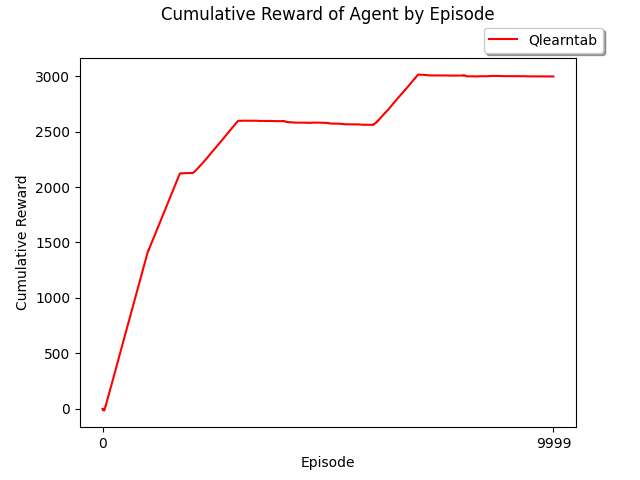 Cumulative Reward of Agent by Episode
Qlearntab
3000
2500
2000
1500
1000
500
0
Cumulative Reward
0
9999
Episode